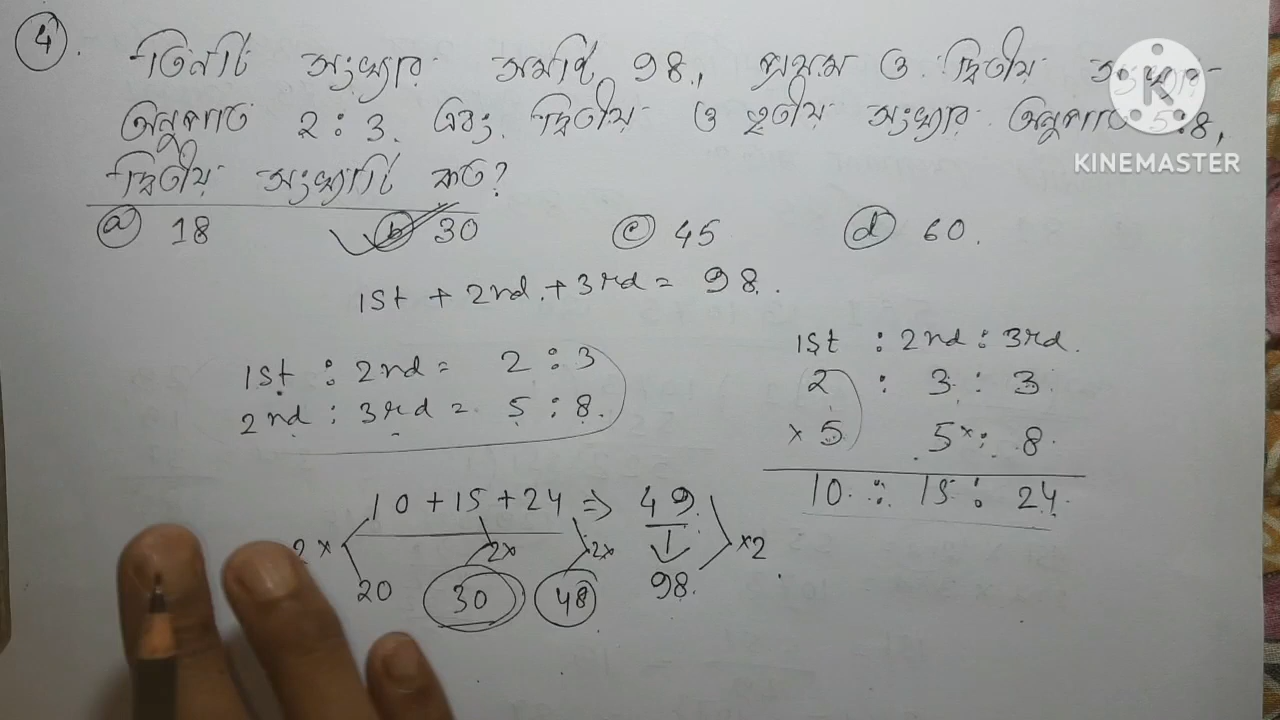 4. তিনটি সংখ্যার সমষ্টি 98, প্রথম ও দ্বিতীয় সংখ্যার
অনুপাত 2 : 3 এবং দ্বিতীয় ও তৃতীয় সংখ্যার অনুপাত 5:8,
KINEMASTER
দ্বিতীয় সংখ্যাটি কত?
a 18 b 30 c 45 d 60.
1st + 2nd + 3rd = 98.
1st : 2nd : 3rd.
1st : 2nd = 2 : 3
2 : 3 : 3
2nd : 3rd = 5 : 8.
× 5 5 : 8
10 : 15 : 24
10 + 15 + 24 ⇒ 49
2× 2× 2× ×2
20 30 48 98.